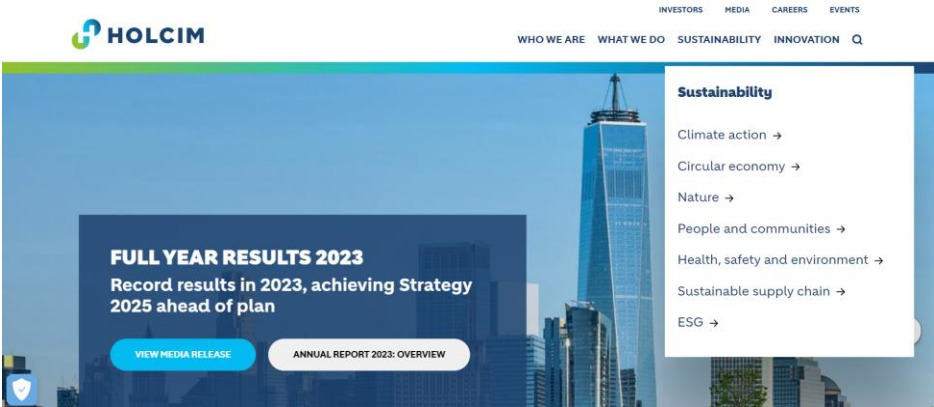 INVESTORS MEDIA CAREERS EVENTS
HOLCIM
WHO WE ARE WHAT WE DO SUSTAINABILITY INNOVATION
Sustainability
Climate action →
Circular economy →
Nature →
People and communities →
Health, safety and environment →
Sustainable supply chain →
ESG →
FULL YEAR RESULTS 2023
Record results in 2023, achieving Strategy
2025 ahead of plan
VIEW MEDIA RELEASE ANNUAL REPORT 2023: OVERVIEW